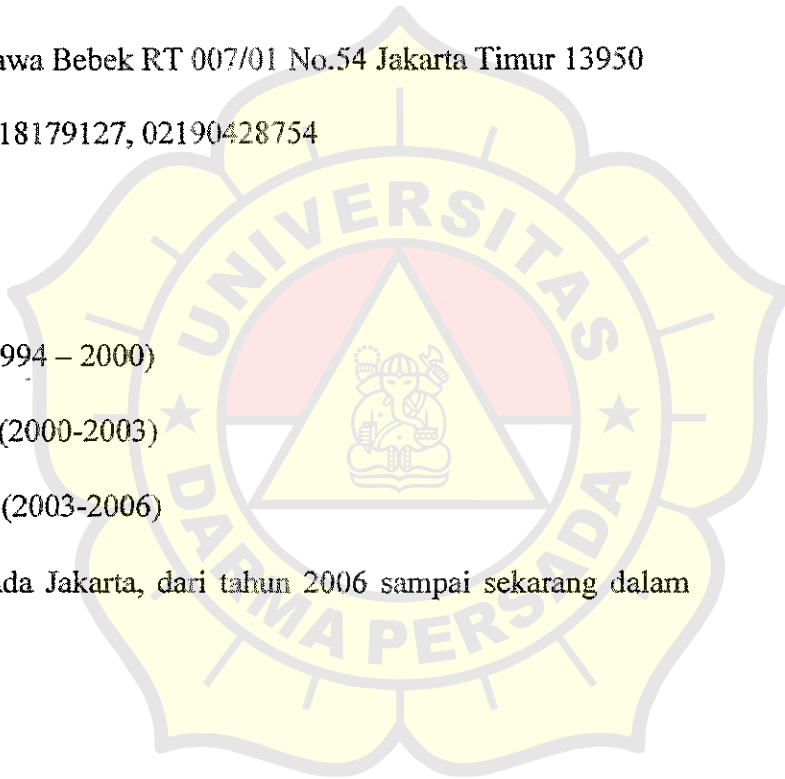 awa Bebek RT 007/01 No.54 Jakarta Timur 13950
18179127, 02190428754
UNIVERSITAS
994 – 2000)
(2000-2003)
(2003-2006)
DARMA PERSADA
ada Jakarta, dari tahun 2006 sampai sekarang dalam